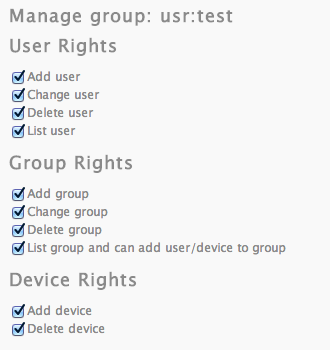 Manage group: usr:test
User Rights
Add user
Change user
Delete user
List user
Group Rights
Add group
Change group
Delete group
List group and can add user/device to group
Device Rights
Add device
Delete device